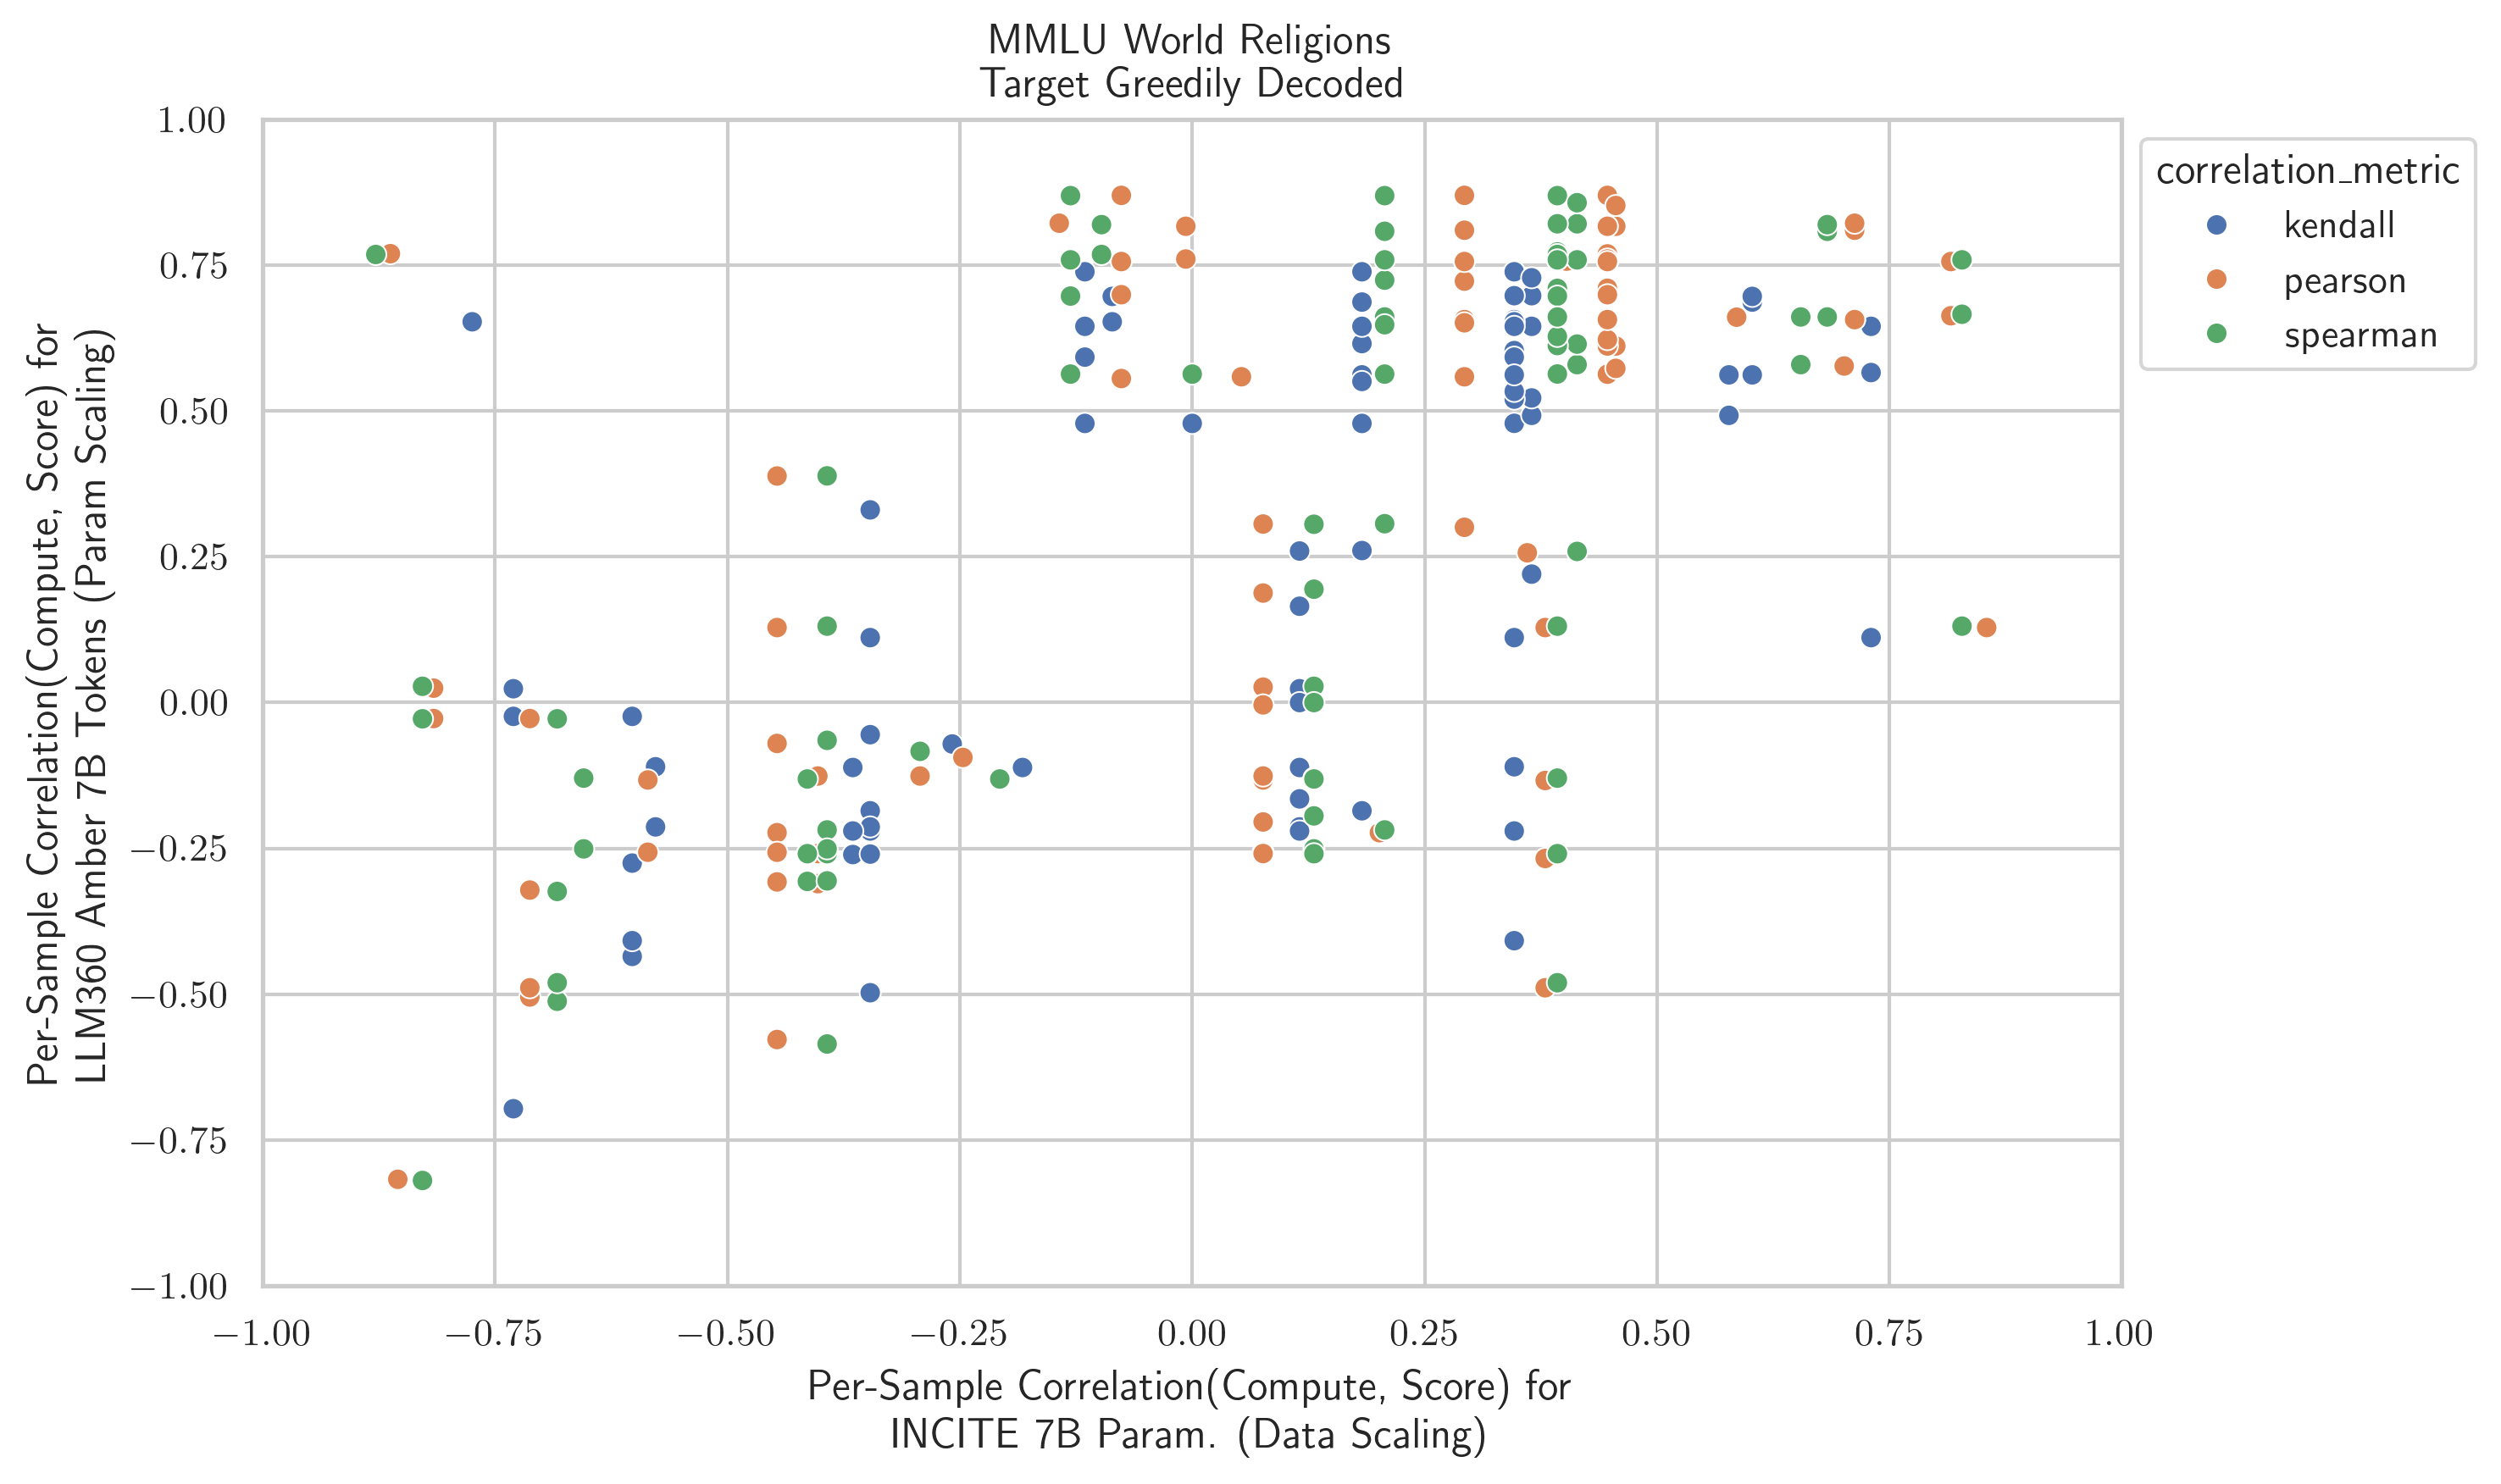 MMLU World Religions
Target Greedily Decoded
Per-Sample Correlation(Compute, Score) for
LLM360 Amber 7B Tokens (Param Scaling)
1.00
0.75
0.50
0.25
0.00
−0.25
−0.50
−0.75
−1.00
−1.00 −0.75 −0.50 −0.25 0.00 0.25 0.50 0.75 1.00
Per-Sample Correlation(Compute, Score) for
INCITE 7B Param. (Data Scaling)
correlation_metric
kendall
pearson
spearman